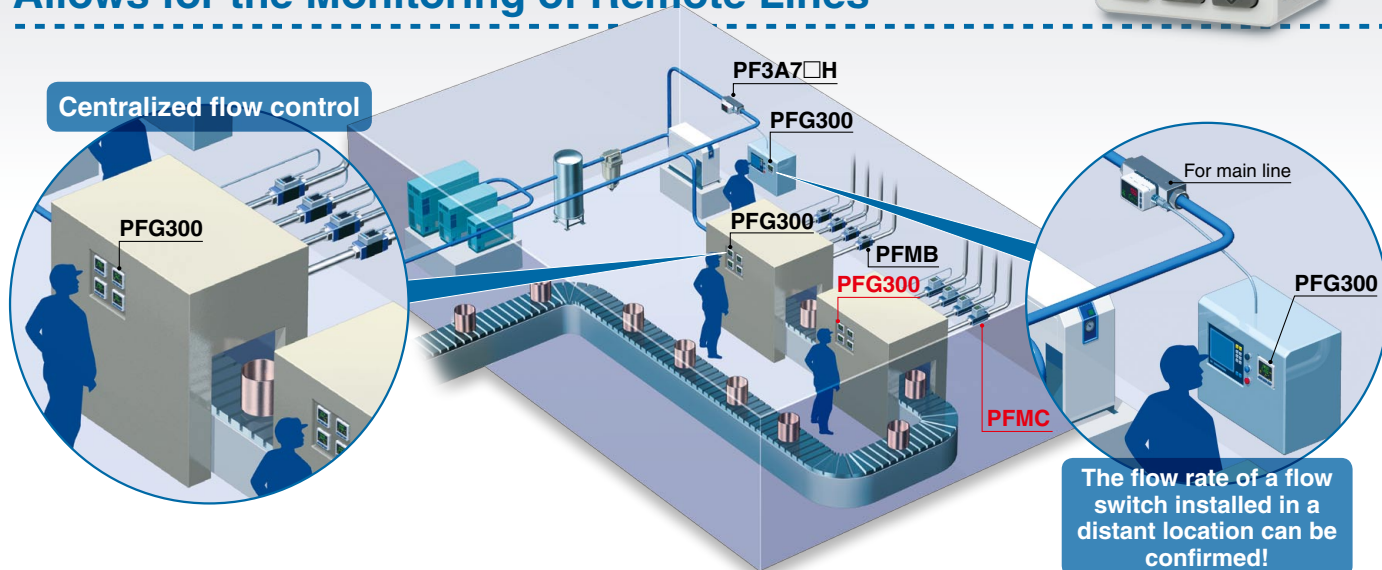 Allows for the Monitoring of Remote Lines
Centralized flow control
PFG300
PF3A7□H
PFG300
PFG300
PFMB
PFG300
PFMC
For main line
PFG300
The flow rate of a flow
switch installed in a
distant location can be
confirmed!